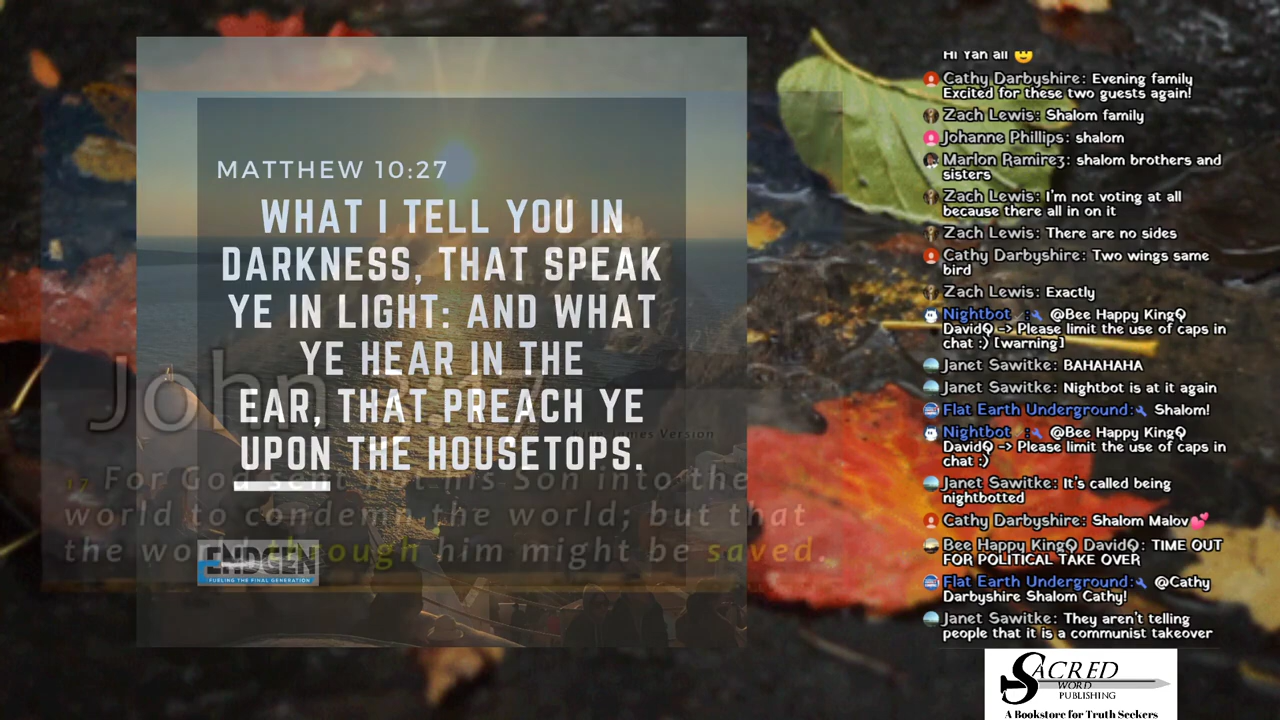 MATTHEW 10:27
WHAT I TELL YOU IN
DARKNESS, THAT SPEAK
YE IN LIGHT: AND WHAT
YE HEAR IN THE
EAR, THAT PREACH YE
UPON THE HOUSETOPS.
John 3:17
King James Version
17 For God sent not his Son into the
world to condemn the world; but that
the world through him might be saved.
ENDGEN
FUELING THE FINAL GENERATION
Hi Yah all
Cathy Darbyshire: Evening family
Excited for these two guests again!
Zach Lewis: Shalom family
Johanne Phillips: shalom
Marlon Ramirez: shalom brothers and
sisters
Zach Lewis: I'm not voting at all
because there all in on it
Zach Lewis: There are no sides
Cathy Darbyshire: Two wings same
bird
Zach Lewis: Exactly
Nightbot : @Bee Happy KingQ
DavidQ -> Please limit the use of caps in
chat :) [warning]
Janet Sawitke: BAHAHAHA
Janet Sawitke: Nightbot is at it again
Flat Earth Underground: Shalom!
Nightbot : @Bee Happy KingQ
DavidQ -> Please limit the use of caps in
chat :)
Janet Sawitke: It's called being
nightbotted
Cathy Darbyshire: Shalom Malov💕
Bee Happy KingQ DavidQ: TIME OUT
FOR POLITICAL TAKE OVER
Flat Earth Underground: @Cathy
Darbyshire Shalom Cathy!
Janet Sawitke: They aren't telling
people that it is a communist takeover
SACRED
WORD
PUBLISHING
A Bookstore for Truth Seekers